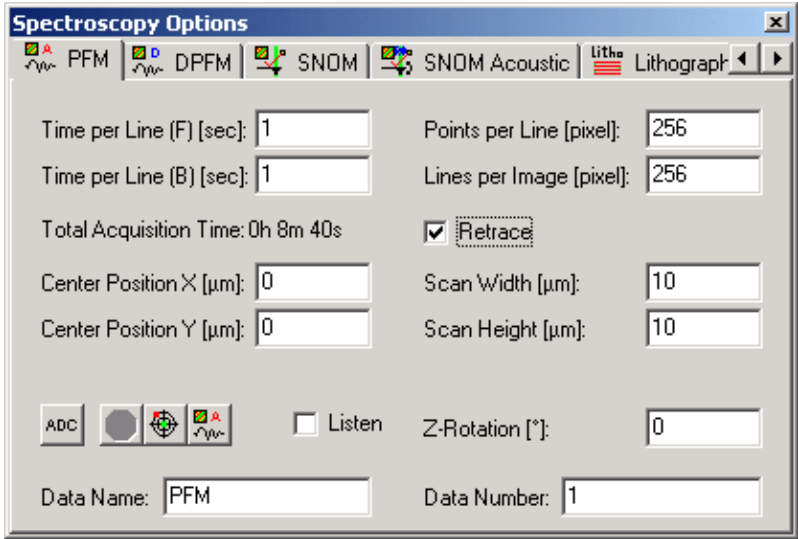 Spectroscopy Options
A PFM D DPFM SNOM SNOM Acoustic Litho Lithograph
Time per Line (F) [sec]: 1 Points per Line [pixel]: 256
Time per Line (B) [sec]: 1 Lines per Image [pixel]: 256
Total Acquisition Time: 0h 8m 40s Retrace
Center Position X [µm]: 0 Scan Width [µm]: 10
Center Position Y [µm]: 0 Scan Height [µm]: 10
ADC A Listen Z-Rotation [°]: 0
Data Name: PFM Data Number: 1